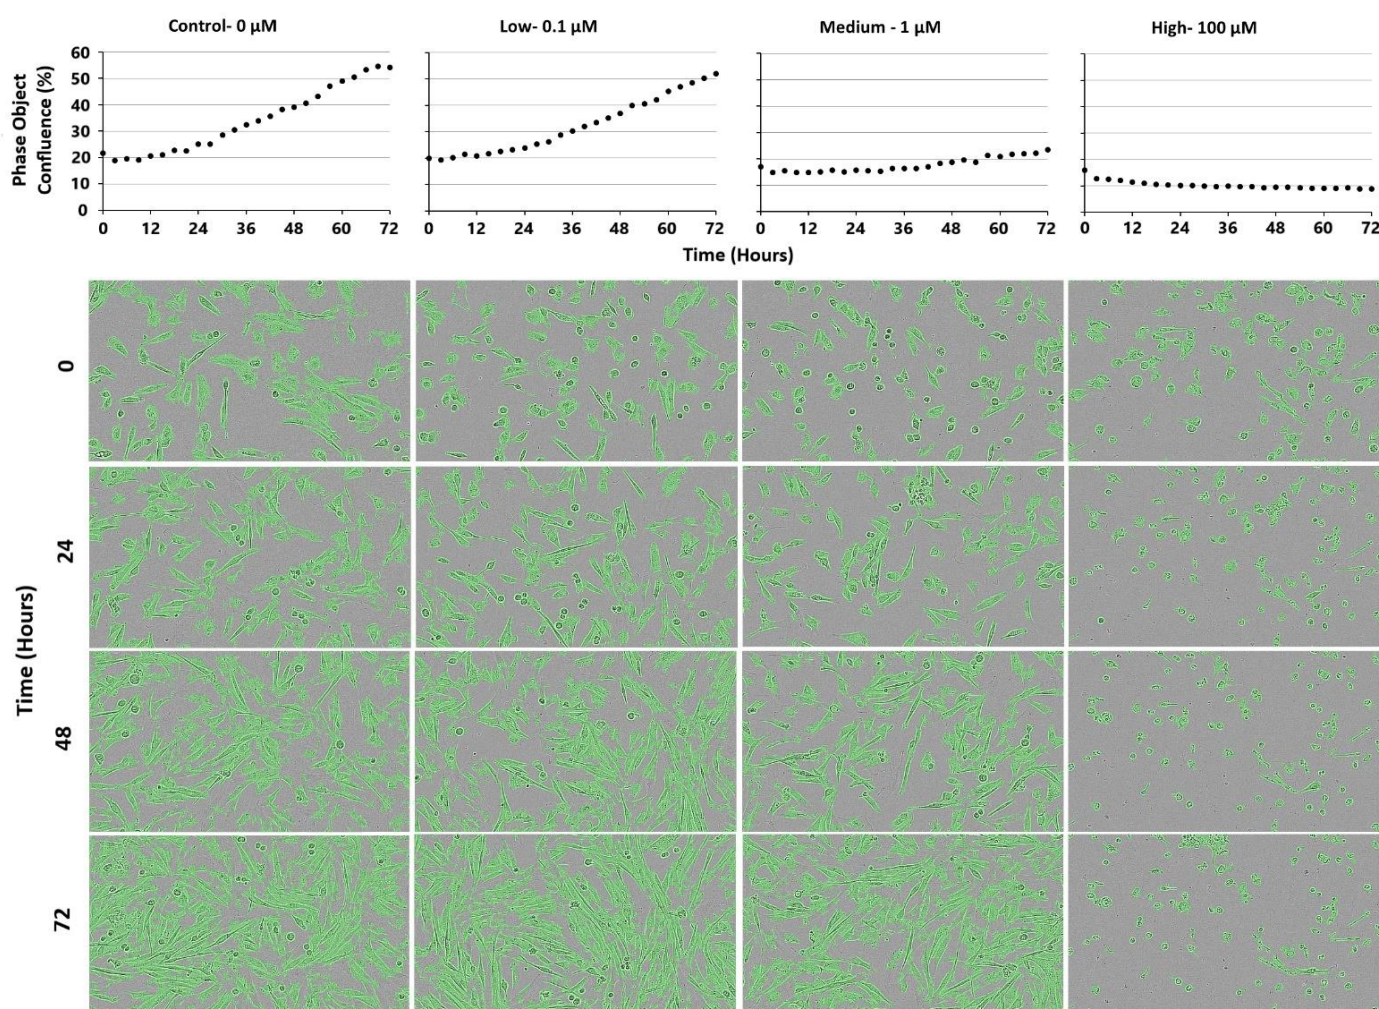 Control- 0 µM
Low- 0.1 µM
Medium - 1 µM
High- 100 µM
Phase Object
Confluence (%)
60
50
40
30
20
10
0
0 12 24 36 48 60 72
0 12 24 36 48 60 72
0 12 24 36 48 60 72
0 12 24 36 48 60 72
Time (Hours)
Time (Hours)
0
24
48
72